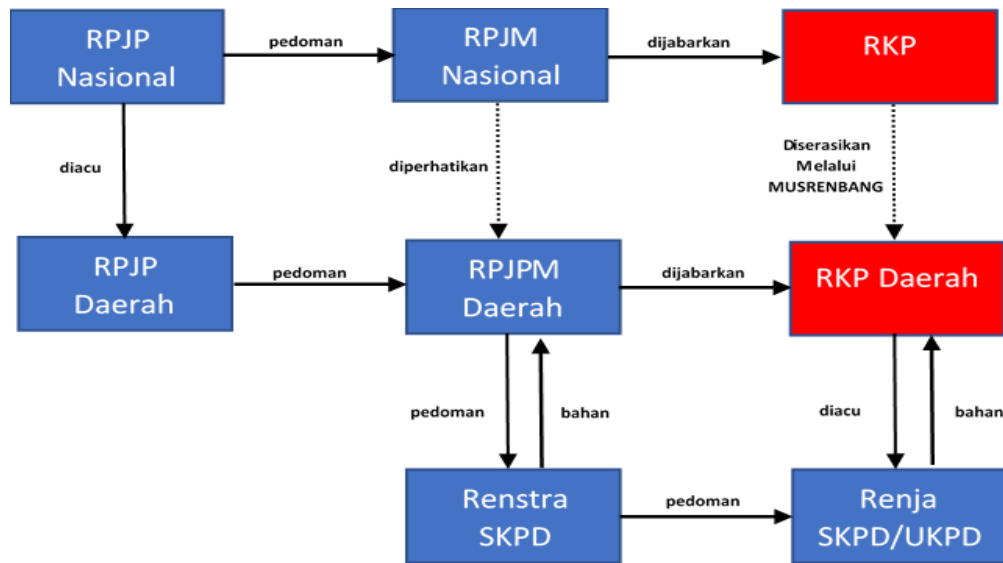 RPJP
Nasional
pedoman
RPJM
Nasional
dijabarkan
RKP
diacu
diperhatikan
Diserasikan
Melalui
MUSRENBANG
RPJP
Daerah
pedoman
RPJPM
Daerah
dijabarkan
RKP Daerah
pedoman
bahan
diacu
bahan
Renstra
SKPD
pedoman
Renja
SKPD/UKPD